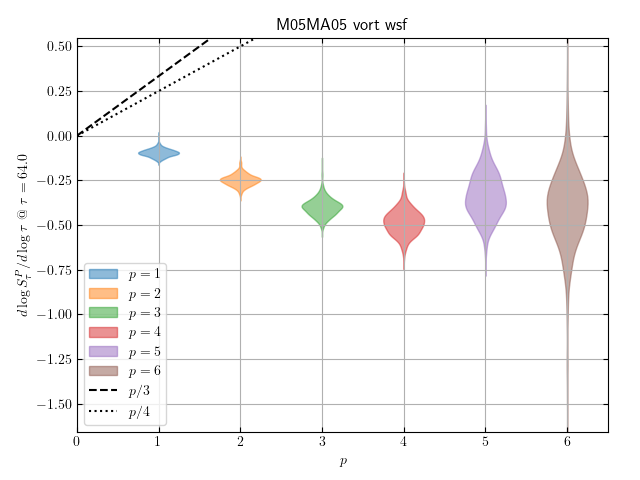 M05MA05 vort wsf
d log S_τ^P / d log τ @ τ = 64.0
0.50
0.25
0.00
−0.25
−0.50
−0.75
−1.00
−1.25
−1.50
p = 1
p = 2
p = 3
p = 4
p = 5
p = 6
p/3
p/4
0 1 2 3 4 5 6
p